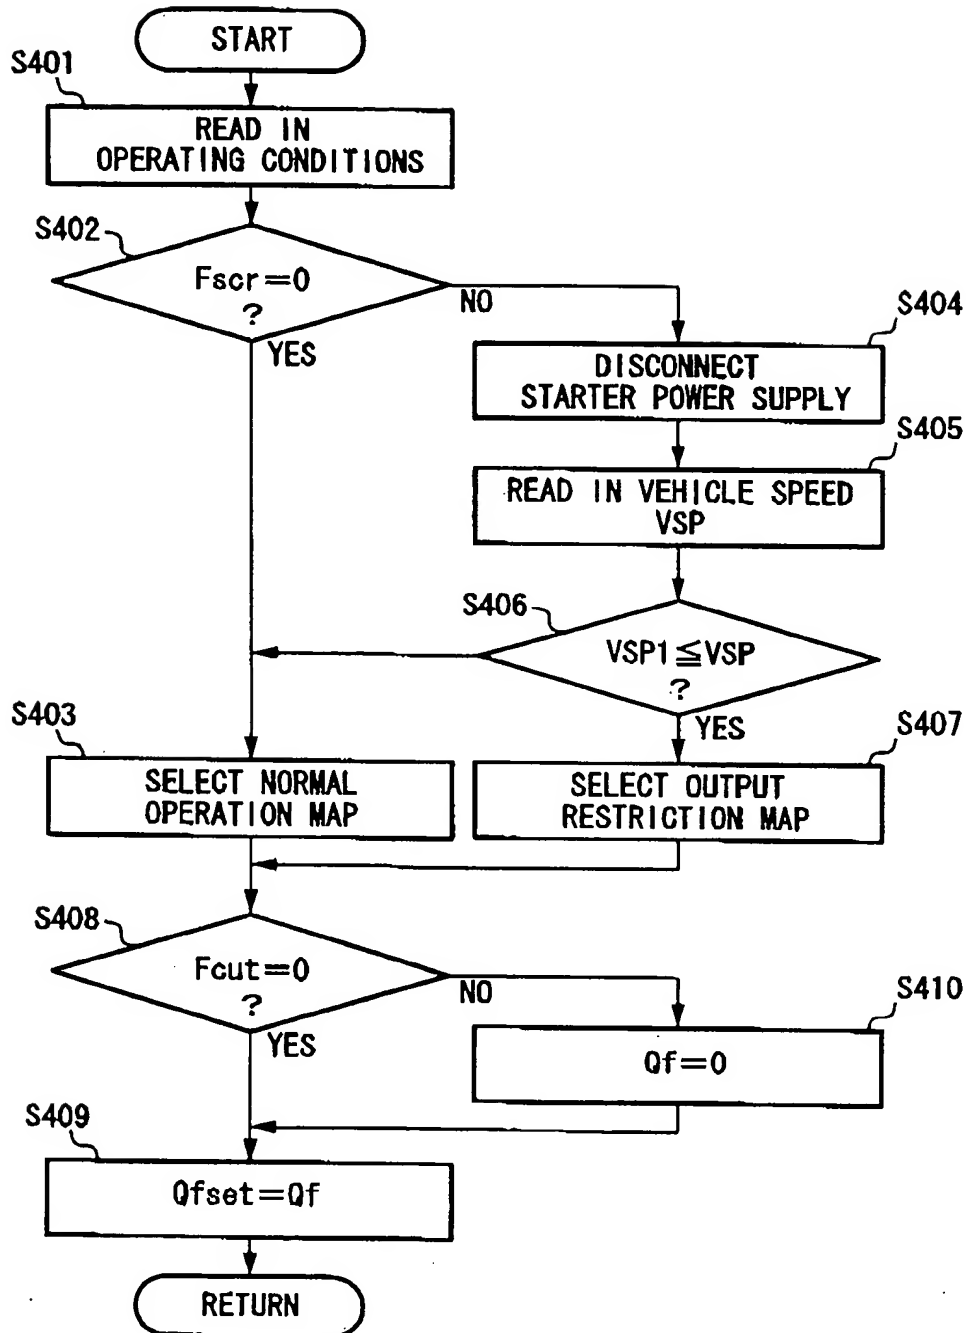 START
S401
READ IN
OPERATING CONDITIONS
S402
Fscr=0
?
NO
YES
S404
DISCONNECT
STARTER POWER SUPPLY
S405
READ IN VEHICLE SPEED
VSP
S406
VSP1≦VSP
?
YES
S403
SELECT NORMAL
OPERATION MAP
S407
SELECT OUTPUT
RESTRICTION MAP
S408
Fcut=0
?
NO
YES
S410
Qf=0
S409
Qfset=Qf
RETURN